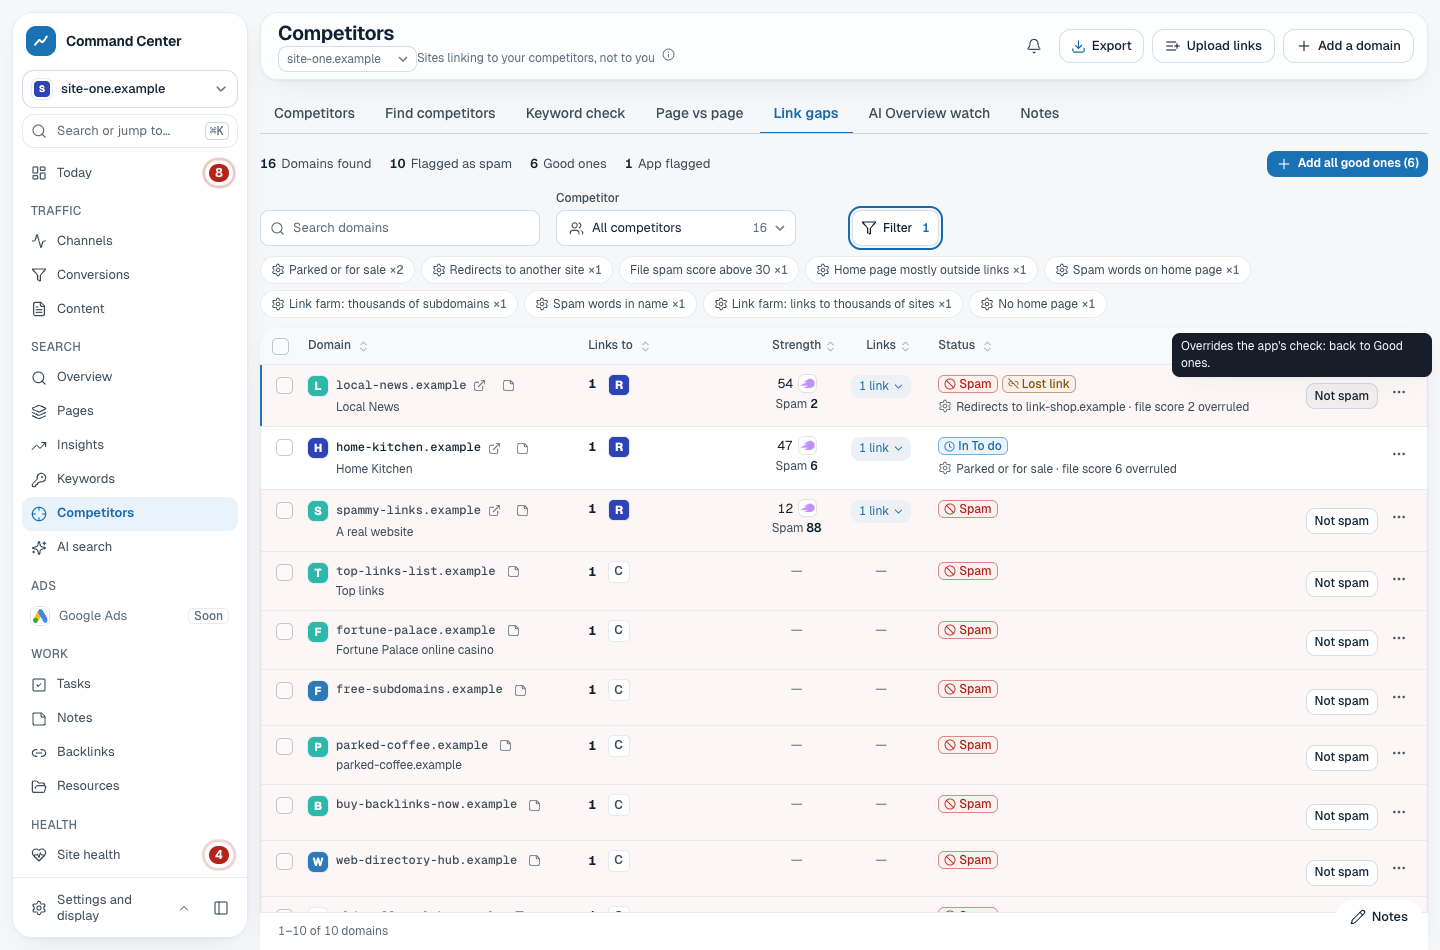 Command Center
S site-one.example
Search or jump to... ⌘K
Today 8
TRAFFIC
Channels
Conversions
Content
SEARCH
Overview
Pages
Insights
Keywords
Competitors
AI search
ADS
Google Ads Soon
WORK
Tasks
Notes
Backlinks
Resources
HEALTH
Site health 4
Settings and
display
Competitors
site-one.example Sites linking to your competitors, not to you
Export Upload links Add a domain
Competitors Find competitors Keyword check Page vs page Link gaps AI Overview watch Notes
16 Domains found 10 Flagged as spam 6 Good ones 1 App flagged
Add all good ones (6)
Competitor
Search domains All competitors 16 Filter 1
Parked or for sale ×2 Redirects to another site ×1 File spam score above 30 ×1 Home page mostly outside links ×1 Spam words on home page ×1
Link farm: thousands of subdomains ×1 Spam words in name ×1 Link farm: links to thousands of sites ×1 No home page ×1
Domain Links to Strength Links Status
Overrides the app's check: back to Good
ones.
L local-news.example 1 R 54 1 link Spam Lost link
Not spam
Local News Spam 2 Redirects to link-shop.example · file score 2 overruled
H home-kitchen.example 1 R 47 1 link In To do
Home Kitchen Spam 6 Parked or for sale · file score 6 overruled
S spammy-links.example 1 R 12 1 link Spam
Not spam
A real website Spam 88
T top-links-list.example 1 C — — Spam
Not spam
Top links
F fortune-palace.example 1 C — — Spam
Not spam
Fortune Palace online casino
F free-subdomains.example 1 C — — Spam
Not spam
P parked-coffee.example 1 C — — Spam
Not spam
parked-coffee.example
B buy-backlinks-now.example 1 C — — Spam
Not spam
W web-directory-hub.example 1 C — — Spam
Not spam
1–10 of 10 domains
Notes